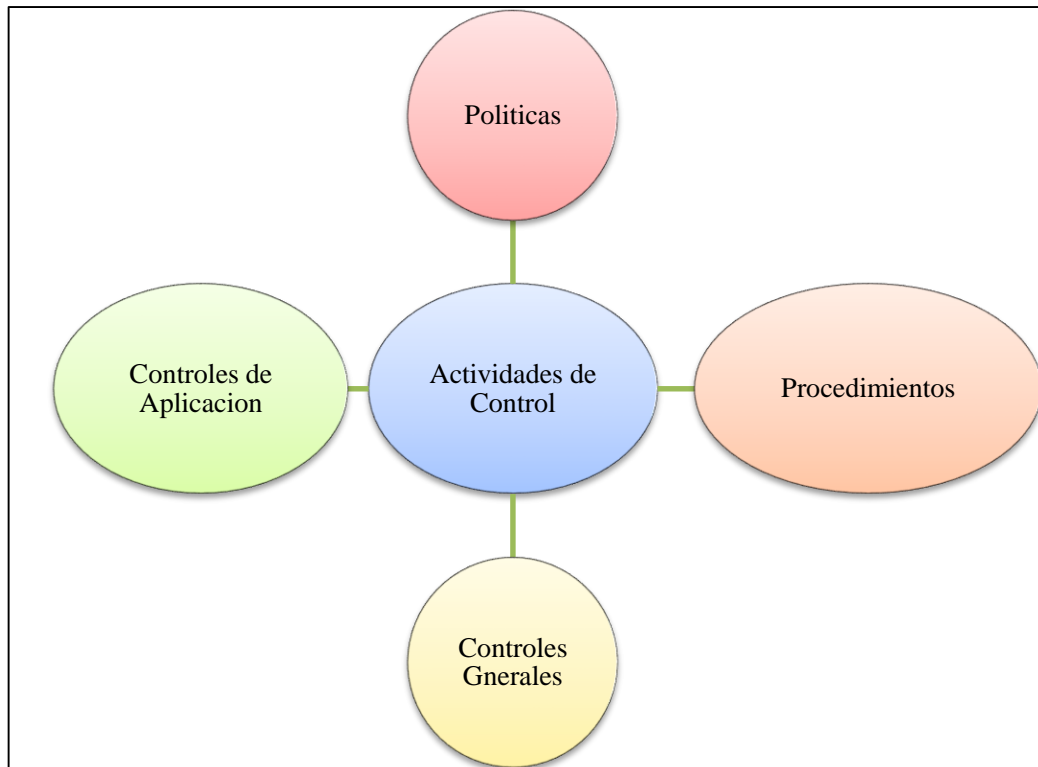 Politicas
Controles de
Aplicacion
Actividades de
Control
Procedimientos
Controles
Gnerales